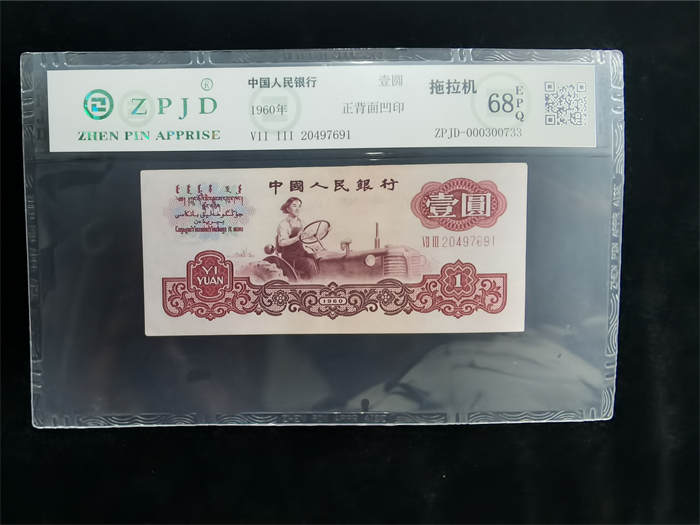 ZPJD ®
ZHEN PIN APPRISE
中国人民银行 壹圆
1960年 正背面凹印
VII III 20497691
拖拉机
68 EPQ
ZPJD-000300733
中國人民銀行
壹圓
VII III 20497691
YI
YUAN
1960
1